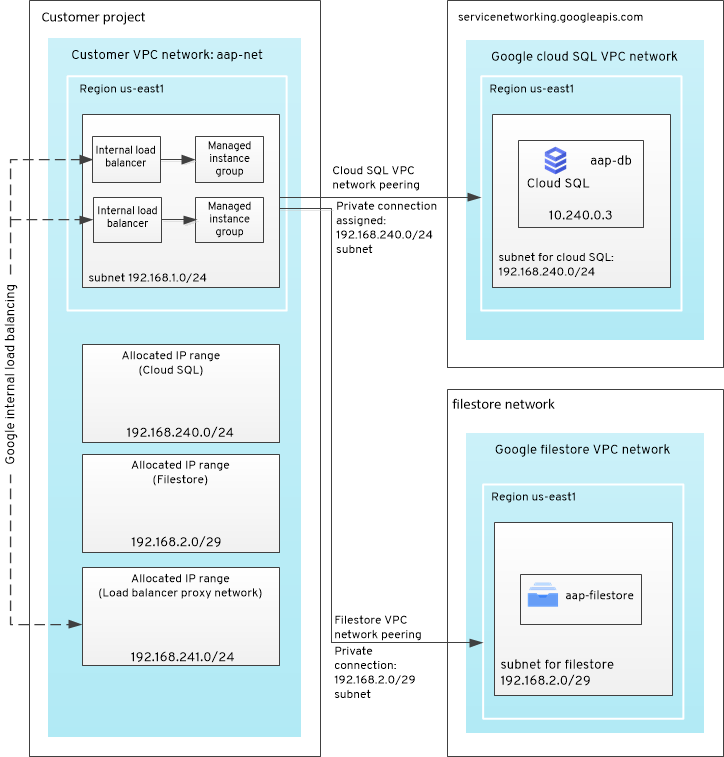 Customer project
Customer VPC network: aap-net
Region us-east1
Internal load
balancer
Managed
instance
group
Internal load
balancer
Managed
instance
group
subnet 192.168.1.0/24
Google internal load balancing
Allocated IP range
(Cloud SQL)
192.168.240.0/24
Allocated IP range
(Filestore)
192.168.2.0/29
Allocated IP range
(Load balancer proxy network)
192.168.241.0/24
Cloud SQL VPC
network peering
Private connection
assigned:
192.168.240.0/24
subnet
Filestore VPC
network peering
Private
connection:
192.168.2.0/29
subnet
servicenetworking.googleapis.com
Google cloud SQL VPC network
Region us-east1
aap-db
Cloud SQL
10.240.0.3
subnet for cloud SQL:
192.168.240.0/24
filestore network
Google filestore VPC network
Region us-east1
aap-filestore
subnet for filestore
192.168.2.0/29